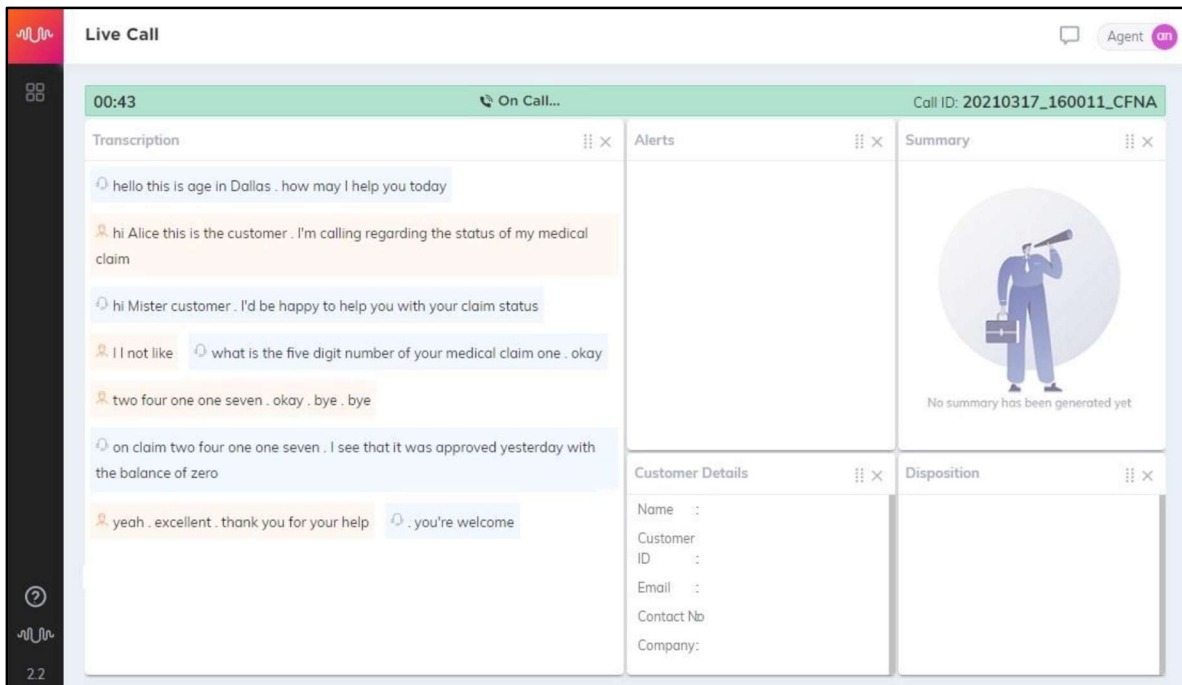 Live Call
Agent an
00:43 On Call... Call ID: 20210317_160011_CFNA
Transcription
hello this is age in Dallas . how may I help you today
hi Alice this is the customer . I'm calling regarding the status of my medical
claim
hi Mister customer . I'd be happy to help you with your claim status
I I not like what is the five digit number of your medical claim one . okay
two four one one seven . okay . bye . bye
on claim two four one one seven . I see that it was approved yesterday with
the balance of zero
yeah . excellent . thank you for your help . you're welcome
Alerts
Summary
No summary has been generated yet
Customer Details
Name :
Customer
ID :
Email :
Contact No
Company:
Disposition
2.2